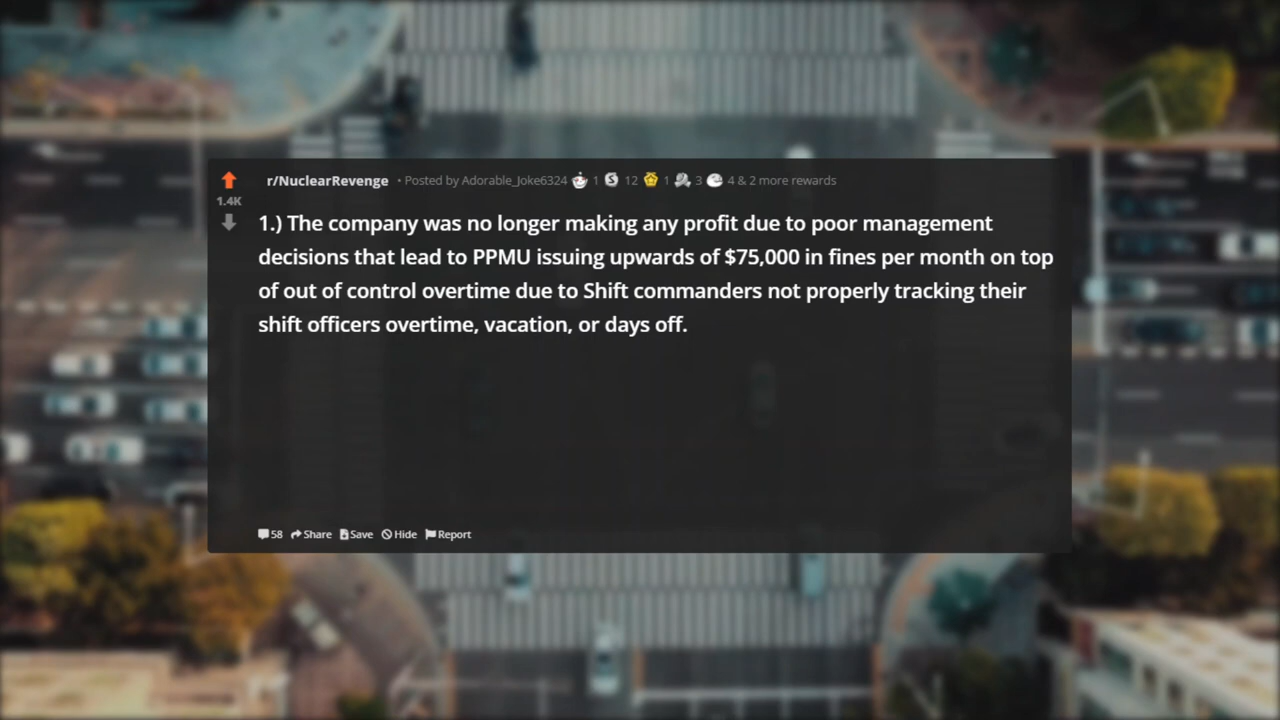 r/NuclearRevenge • Posted by Adorable_Joke6324 1 12 1 3 4 & 2 more rewards
1.4K
1.) The company was no longer making any profit due to poor management
decisions that lead to PPMU issuing upwards of $75,000 in fines per month on top
of out of control overtime due to Shift commanders not properly tracking their
shift officers overtime, vacation, or days off.
58 Share Save Hide Report